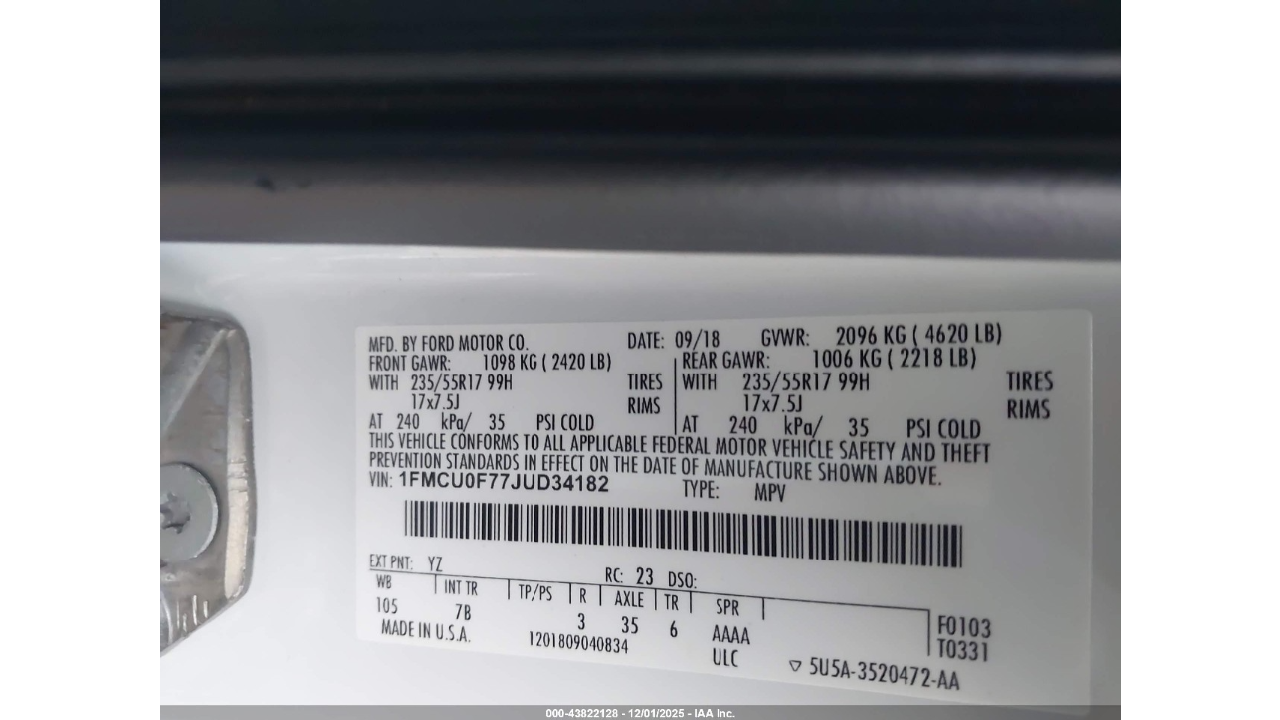 MFD. BY FORD MOTOR CO. DATE: 09/18 GVWR: 2096 KG ( 4620 LB)
FRONT GAWR: 1098 KG ( 2420 LB) REAR GAWR: 1006 KG ( 2218 LB)
WITH 235/55R17 99H TIRES WITH 235/55R17 99H TIRES
17x7.5J RIMS 17x7.5J RIMS
AT 240 kPa/ 35 PSI COLD AT 240 kPa/ 35 PSI COLD
THIS VEHICLE CONFORMS TO ALL APPLICABLE FEDERAL MOTOR VEHICLE SAFETY AND THEFT
PREVENTION STANDARDS IN EFFECT ON THE DATE OF MANUFACTURE SHOWN ABOVE.
VIN: 1FMCU0F77JUD34182 TYPE: MPV
EXT PNT: YZ RC: 23 DSO:
WB INT TR TP/PS R AXLE TR SPR
105 7B 3 35 6 AAAA F0103
MADE IN U.S.A. 1201809040834 ULC T0331
5U5A-3520472-AA
000-43822128 - 12/01/2025 - IAA Inc.